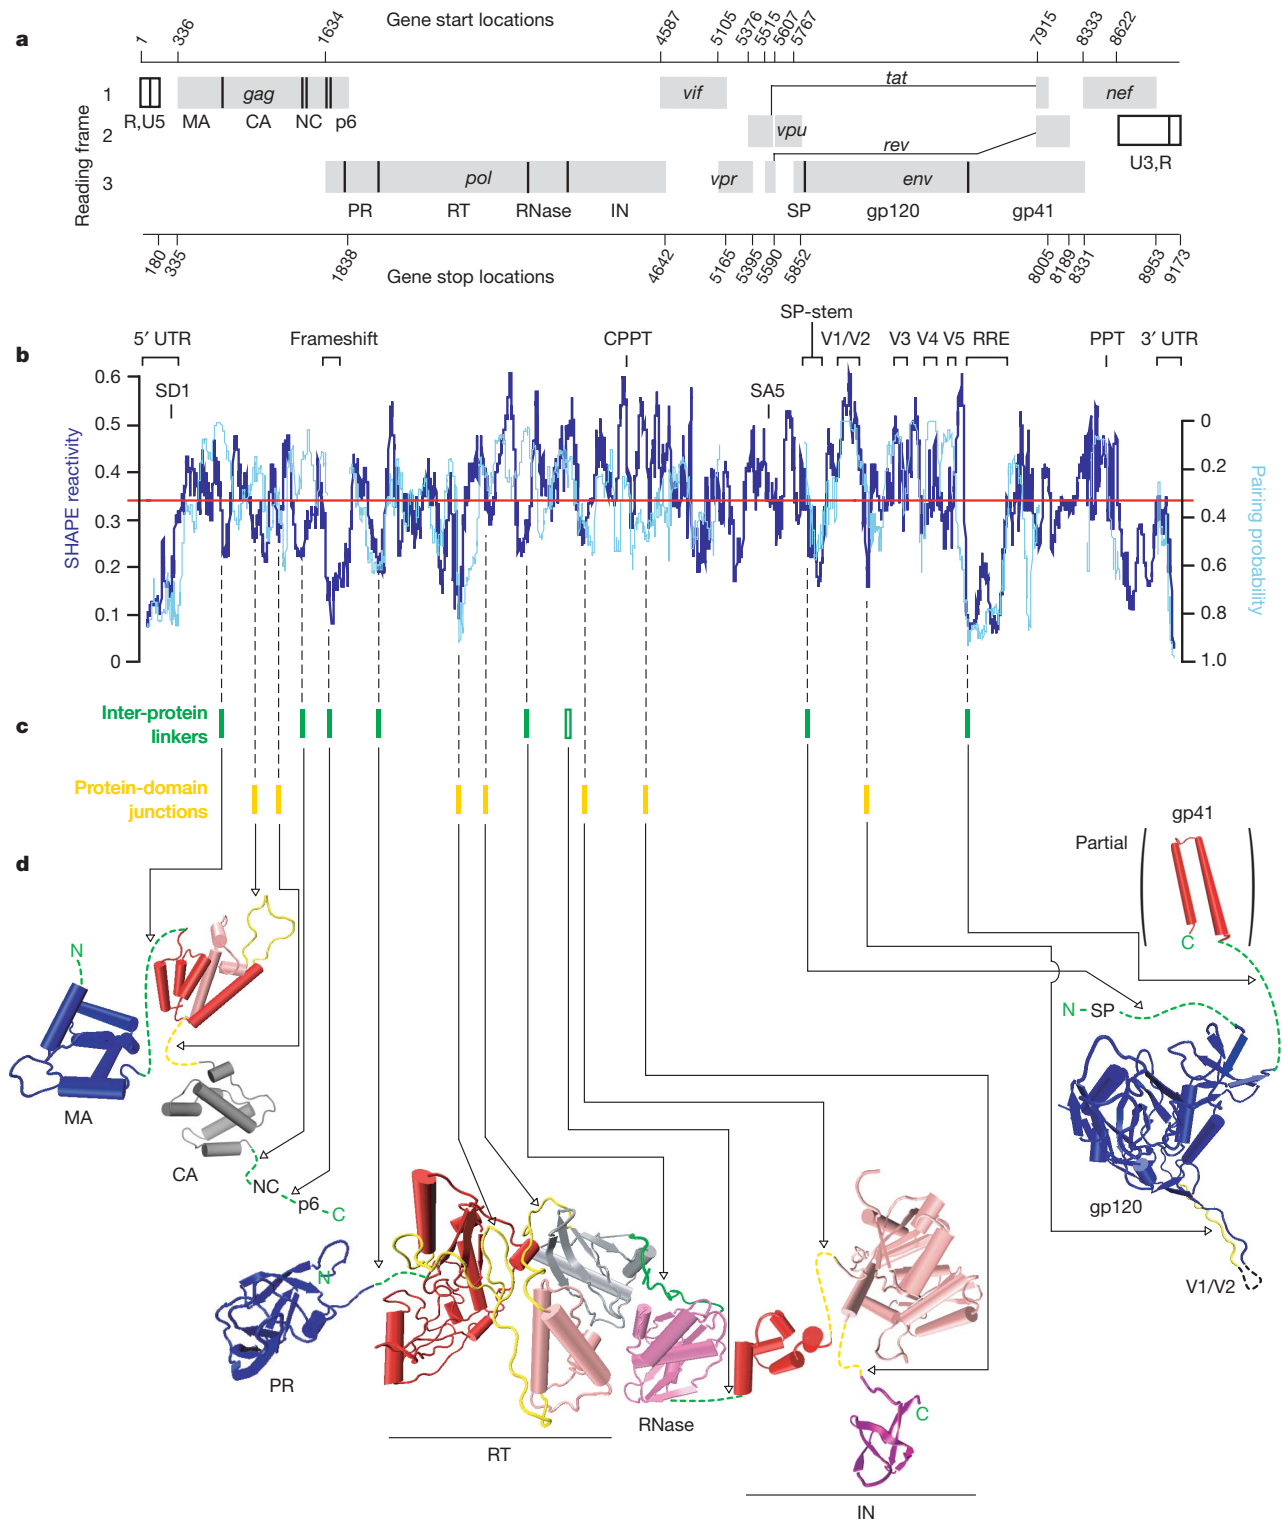 a
Gene start locations
1
336
1634
4587
5105
5376
5515
5607
5767
7915
8333
8622
Reading frame
1
2
3
gag
vif
tat
nef
R,U5
MA
CA
NC
p6
vpu
rev
U3,R
pol
vpr
env
PR
RT
RNase
IN
SP
gp120
gp41
180
335
1838
4642
5165
5395
5590
5852
8005
8189
8331
8953
9173
Gene stop locations
b
5′ UTR
Frameshift
CPPT
SP-stem
V1/V2
V3
V4
V5
RRE
PPT
3′ UTR
SD1
SA5
SHAPE reactivity
0.6
0.5
0.4
0.3
0.2
0.1
0
0
0.2
0.4
0.6
0.8
1.0
Pairing probability
c
Inter-protein
linkers
Protein-domain
junctions
d
gp41
Partial
C
N
N
SP
MA
CA
NC
p6
C
gp120
V1/V2
N
PR
RT
RNase
C
IN